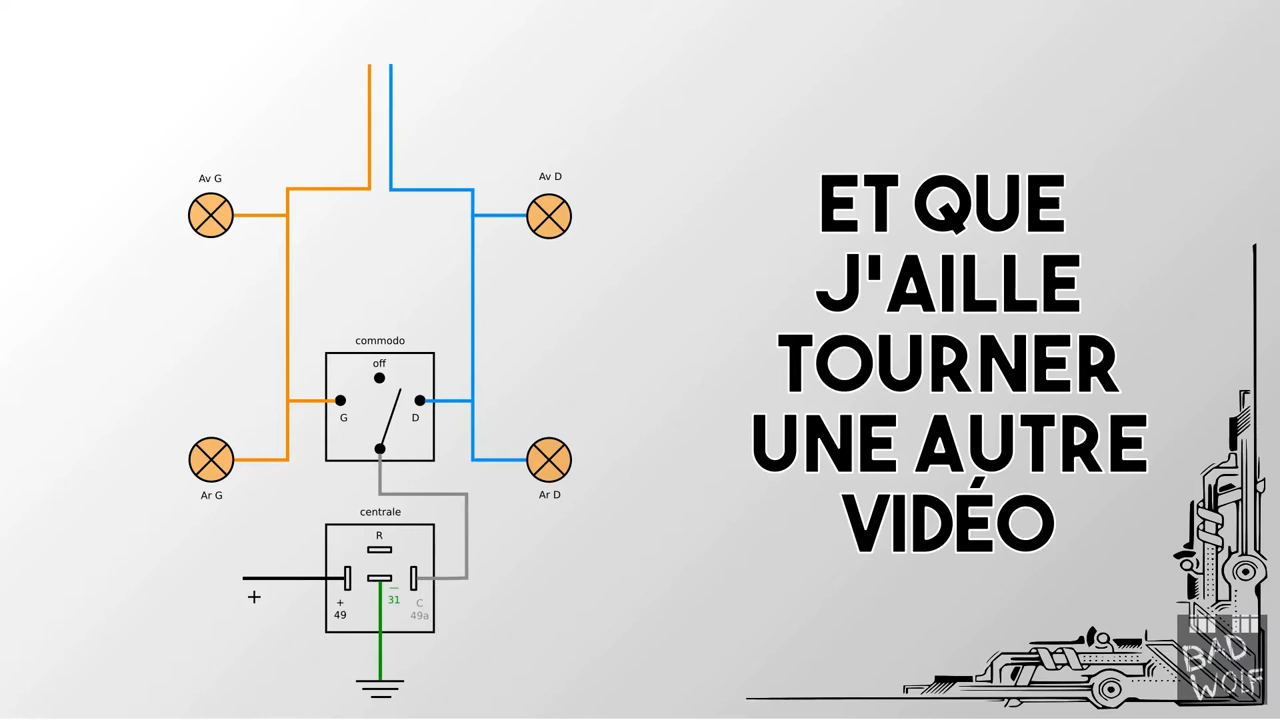 Av G
Av D
commodo
off
G
D
Ar G
Ar D
centrale
R
+
+
49
—
31
C
49a
ET QUE
J'AILLE
TOURNER
UNE AUTRE
VIDÉO
BAD
WOLF